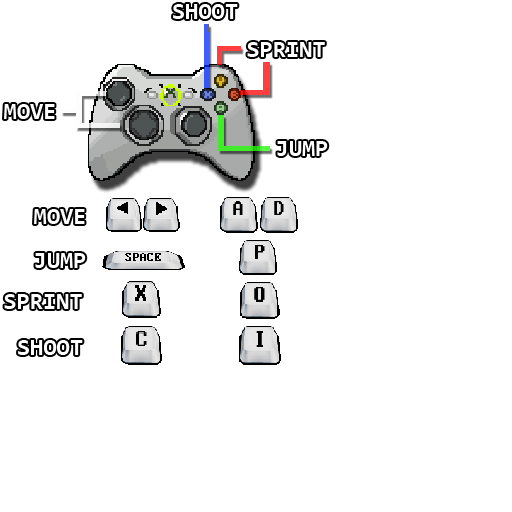 SHOOT
SPRINT
Y
X B
A
MOVE
JUMP
MOVE ◄ ► A D
JUMP SPACE P
SPRINT X O
SHOOT C I